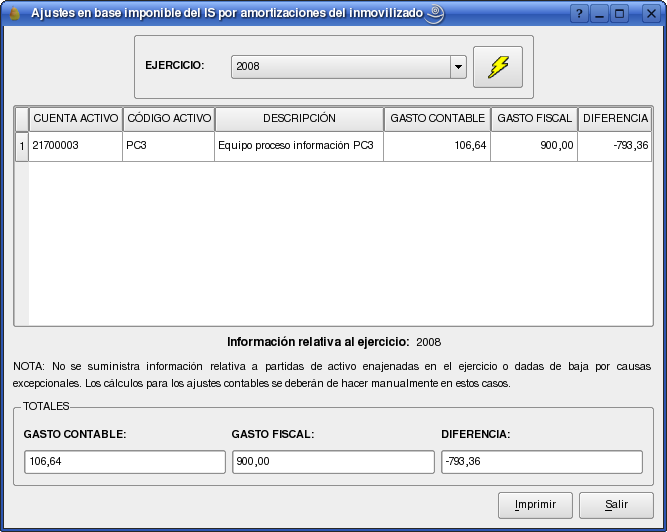 Ajustes en base imponible del IS por amortizaciones del inmovilizado
EJERCICIO: 2008
CUENTA ACTIVO CÓDIGO ACTIVO DESCRIPCIÓN GASTO CONTABLE GASTO FISCAL DIFERENCIA
1 21700003 PC3 Equipo proceso información PC3 106,64 900,00 -793,36
Información relativa al ejercicio: 2008
NOTA: No se suministra información relativa a partidas de activo enajenadas en el ejercicio o dadas de baja por causas
excepcionales. Los cálculos para los ajustes contables se deberán de hacer manualmente en estos casos.
TOTALES
GASTO CONTABLE: GASTO FISCAL: DIFERENCIA:
106,64 900,00 -793,36
Imprimir Salir